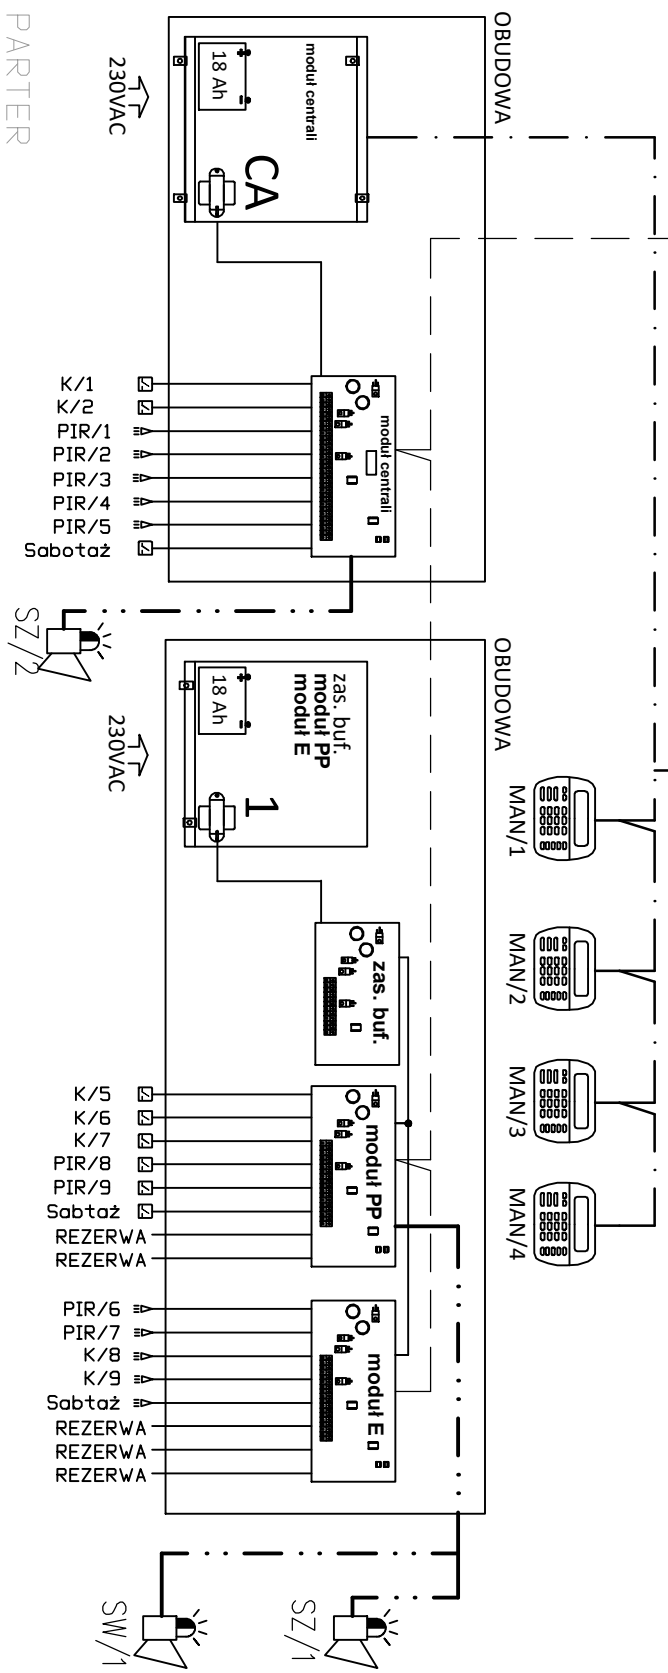 PARTER
OBUDOWA
moduł centrali
18 Ah
CA
230VAC
moduł centrali
K/1
K/2
PIR/1
PIR/2
PIR/3
PIR/4
PIR/5
Sabotaż
SZ/2
OBUDOWA
zas. buf.
moduł PP
moduł E
18 Ah
1
230VAC
MAN/1
MAN/2
MAN/3
MAN/4
zas. buf.
moduł PP
K/5
K/6
K/7
PIR/8
PIR/9
Sabtaż
REZERWA
REZERWA
moduł E
PIR/6
PIR/7
K/8
K/9
Sabtaż
REZERWA
REZERWA
REZERWA
SW/1
SZ/1